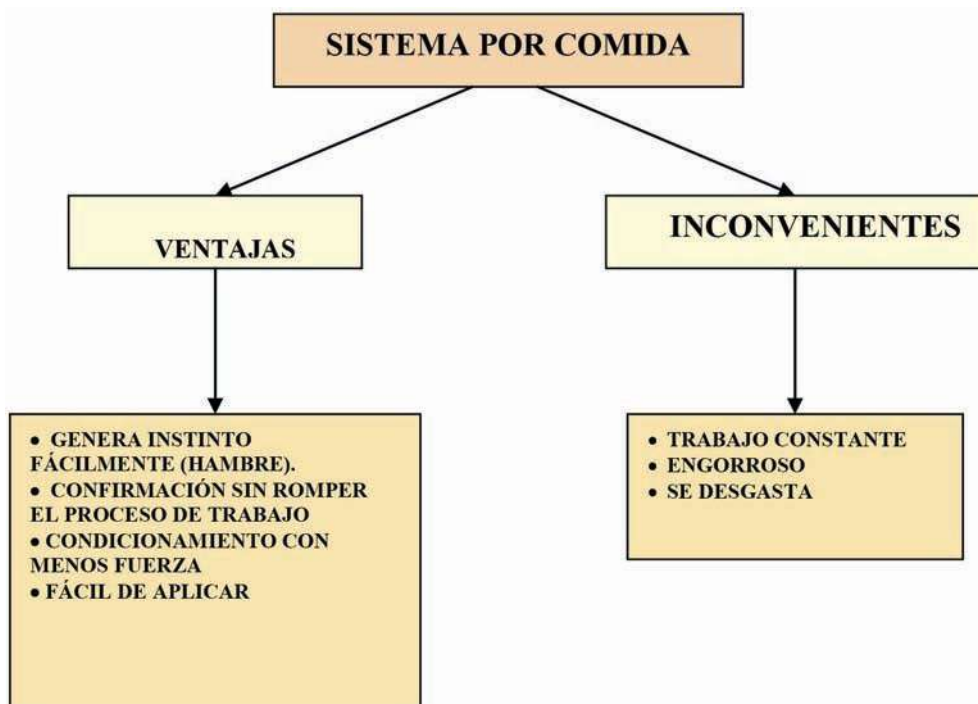 SISTEMA POR COMIDA
VENTAJAS
INCONVENIENTES
• GENERA INSTINTO
FÁCILMENTE (HAMBRE).
• CONFIRMACIÓN SIN ROMPER
EL PROCESO DE TRABAJO
• CONDICIONAMIENTO CON
MENOS FUERZA
• FÁCIL DE APLICAR
• TRABAJO CONSTANTE
• ENGORROSO
• SE DESGASTA